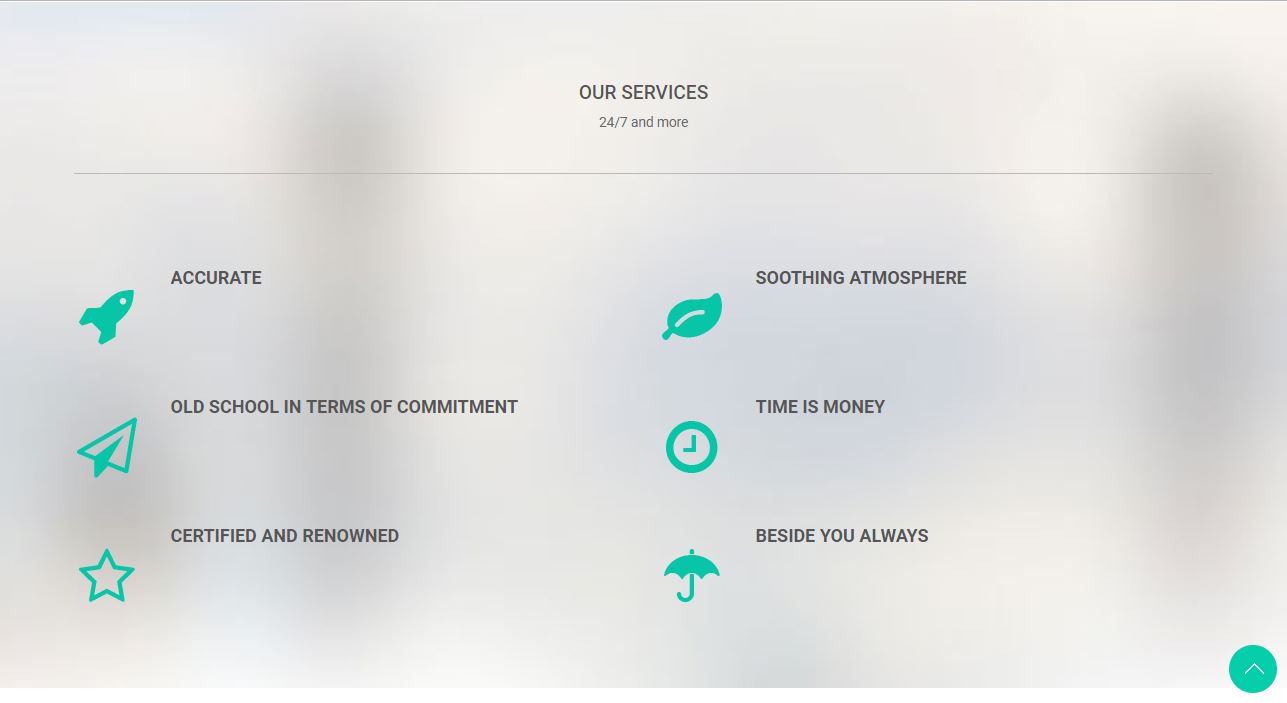 OUR SERVICES
24/7 and more
ACCURATE
SOOTHING ATMOSPHERE
OLD SCHOOL IN TERMS OF COMMITMENT
TIME IS MONEY
CERTIFIED AND RENOWNED
BESIDE YOU ALWAYS